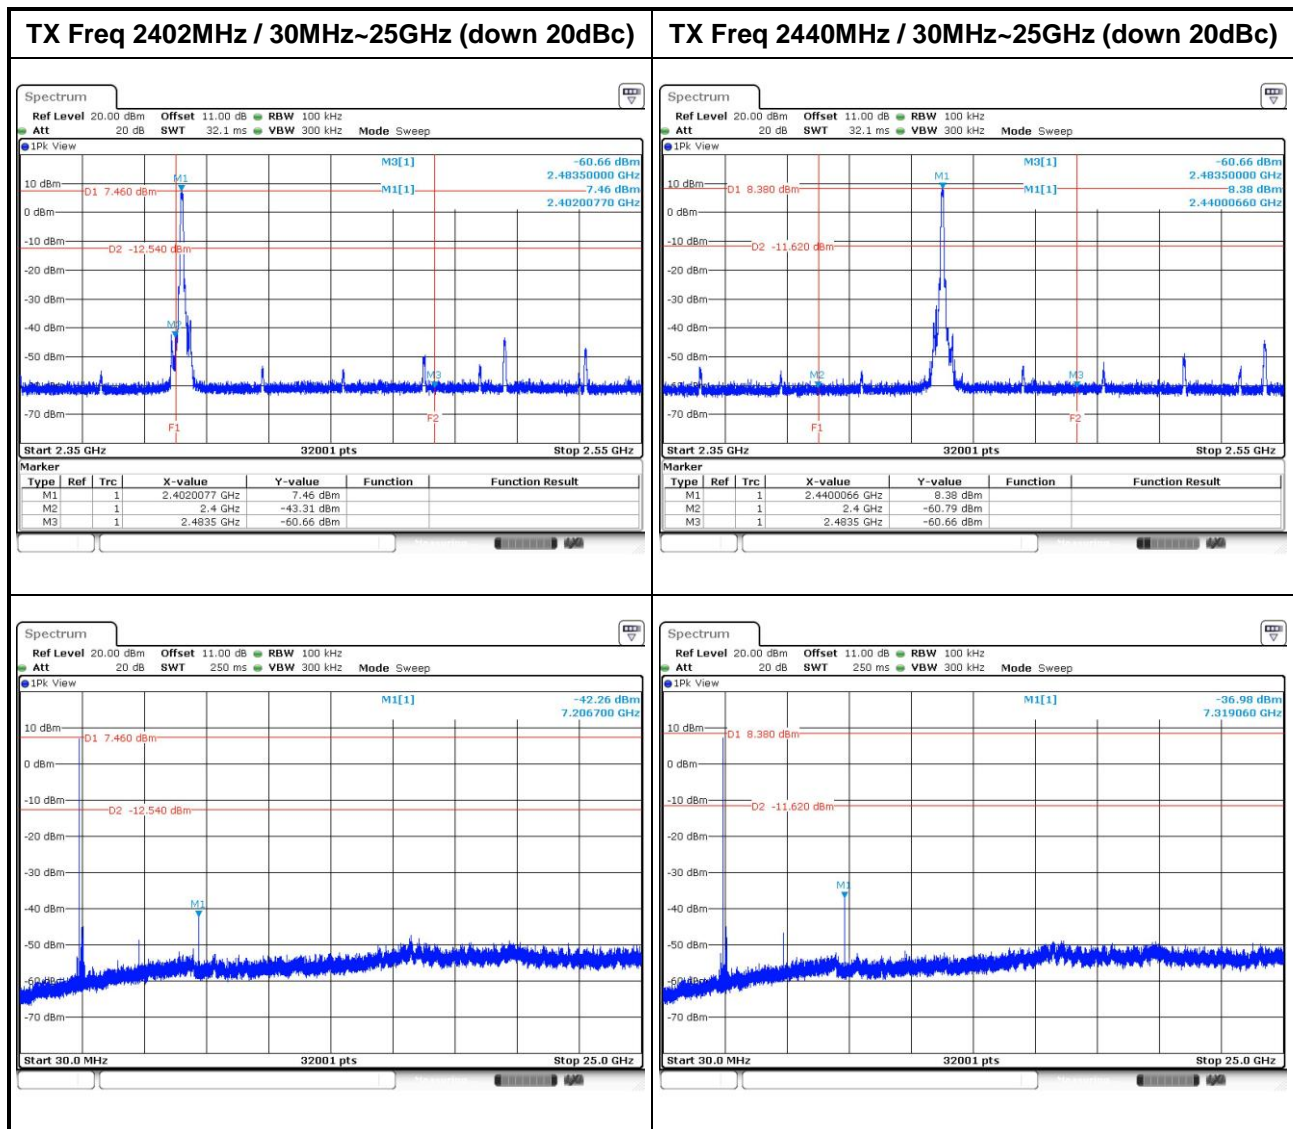 TX Freq 2402MHz / 30MHz~25GHz (down 20dBc)
TX Freq 2440MHz / 30MHz~25GHz (down 20dBc)
Spectrum
Ref Level 20.00 dBm Offset 11.00 dB RBW 100 kHz
Att 20 dB SWT 32.1 ms VBW 300 kHz Mode Sweep
1Pk View
M3[1] -60.66 dBm
2.48350000 GHz
M1[1] 7.46 dBm
2.40200770 GHz
M1
10 dBm
D1 7.460 dBm
0 dBm
-10 dBm
D2 -12.540 dBm
-20 dBm
-30 dBm
-40 dBm
M2
-50 dBm
M3
-70 dBm
F1
F2
Start 2.35 GHz 32001 pts Stop 2.55 GHz
Marker
Type Ref Trc X-value Y-value Function Function Result
M1 1 2.4020077 GHz 7.46 dBm
M2 1 2.4 GHz -43.31 dBm
M3 1 2.4835 GHz -60.66 dBm
Spectrum
Ref Level 20.00 dBm Offset 11.00 dB RBW 100 kHz
Att 20 dB SWT 32.1 ms VBW 300 kHz Mode Sweep
1Pk View
M3[1] -60.66 dBm
2.48350000 GHz
M1[1] 8.38 dBm
2.44000660 GHz
M1
10 dBm
D1 8.380 dBm
0 dBm
-10 dBm
D2 -11.620 dBm
-20 dBm
-30 dBm
-40 dBm
-50 dBm
M2
M3
-70 dBm
F1
F2
Start 2.35 GHz 32001 pts Stop 2.55 GHz
Marker
Type Ref Trc X-value Y-value Function Function Result
M1 1 2.4400066 GHz 8.38 dBm
M2 1 2.4 GHz -60.79 dBm
M3 1 2.4835 GHz -60.66 dBm
Spectrum
Ref Level 20.00 dBm Offset 11.00 dB RBW 100 kHz
Att 20 dB SWT 250 ms VBW 300 kHz Mode Sweep
1Pk View
M1[1] -42.26 dBm
7.206700 GHz
10 dBm
D1 7.460 dBm
0 dBm
-10 dBm
D2 -12.540 dBm
-20 dBm
-30 dBm
-40 dBm
M1
-50 dBm
-70 dBm
Start 30.0 MHz 32001 pts Stop 25.0 GHz
Spectrum
Ref Level 20.00 dBm Offset 11.00 dB RBW 100 kHz
Att 20 dB SWT 250 ms VBW 300 kHz Mode Sweep
1Pk View
M1[1] -36.98 dBm
7.319060 GHz
10 dBm
D1 8.380 dBm
0 dBm
-10 dBm
D2 -11.620 dBm
-20 dBm
-30 dBm
M1
-40 dBm
-50 dBm
-70 dBm
Start 30.0 MHz 32001 pts Stop 25.0 GHz